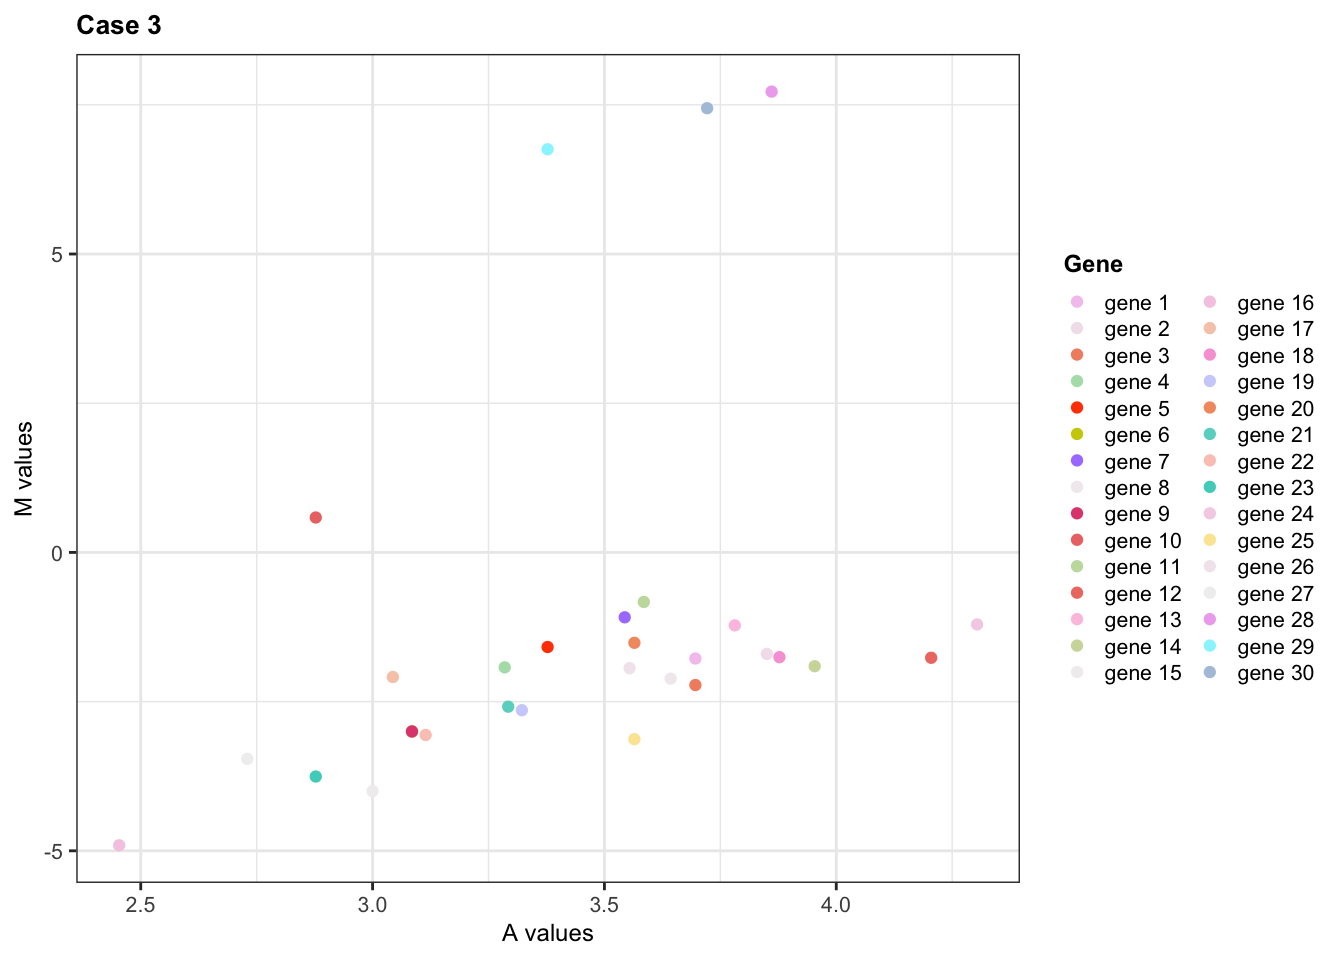 Case 3
M values
5
0
-5
2.5 3.0 3.5 4.0
A values
Gene
gene 1
gene 2
gene 3
gene 4
gene 5
gene 6
gene 7
gene 8
gene 9
gene 10
gene 11
gene 12
gene 13
gene 14
gene 15
gene 16
gene 17
gene 18
gene 19
gene 20
gene 21
gene 22
gene 23
gene 24
gene 25
gene 26
gene 27
gene 28
gene 29
gene 30